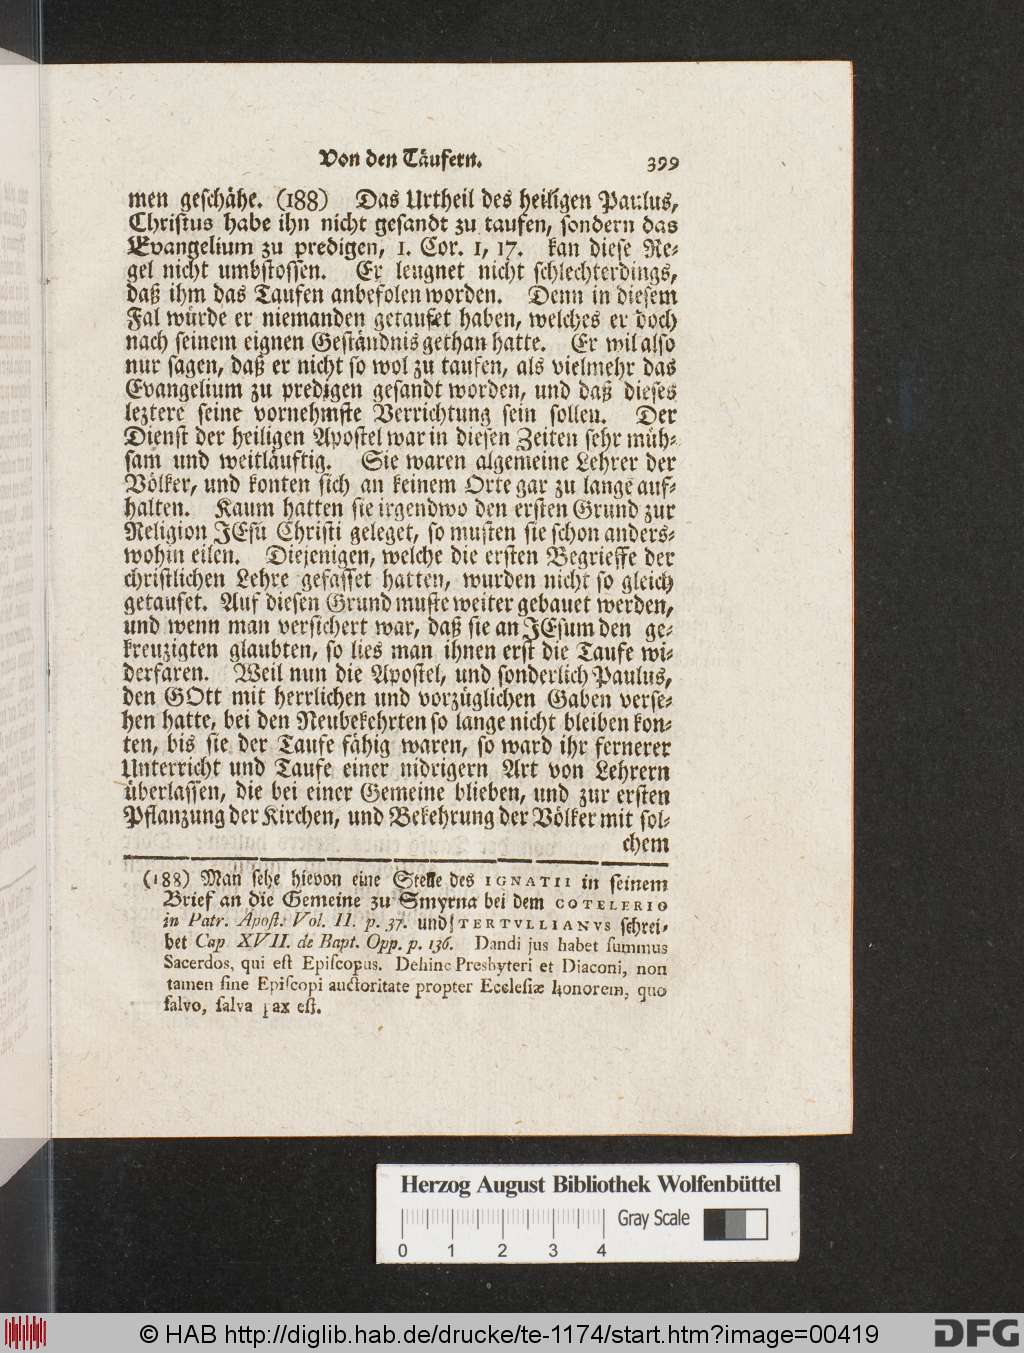 Von den Täufern. 399
men geschähe. (188) Das Urtheil des heiligen Paulus,
Christus habe ihn nicht gesandt zu taufen, sondern das
Evangelium zu predigen, 1. Cor. 1, 17. kan diese Re-
gel nicht umbstossen. Er leugnet nicht schlechterdings,
daß ihm das Taufen anbefolen worden. Denn in diesem
Fal würde er niemanden getaufet haben, welches er doch
nach seinem eignen Geständnis gethan hatte. Er wil also
nur sagen, daß er nicht so wol zu taufen, als vielmehr das
Evangelium zu predigen gesandt worden, und daß dieses
leztere seine vornehmste Verrichtung sein sollen. Der
Dienst der heiligen Apostel war in diesen Zeiten sehr müh-
sam und weitläuftig. Sie waren algemeine Lehrer der
Völker, und konten sich an keinem Orte gar zu lange auf-
halten. Kaum hatten sie irgendwo den ersten Grund zur
Religion JEsu Christi geleget, so musten sie schon anders-
wohin eilen. Diejenigen, welche die ersten Begrieffe der
christlichen Lehre gefasset hatten, wurden nicht so gleich
getaufet. Auf diesen Grund muste weiter gebauet werden,
und wenn man versichert war, daß sie an JEsum den ge-
kreuzigten glaubten, so lies man ihnen erst die Taufe wi-
derfaren. Weil nun die Apostel, und sonderlich Paulus,
den GOtt mit herrlichen und vorzüglichen Gaben verse-
hen hatte, bei den Neubekehrten so lange nicht bleiben kon-
ten, bis sie der Taufe fähig waren, so ward ihr fernerer
Unterricht und Taufe einer nidrigern Art von Lehrern
überlassen, die bei einer Gemeine blieben, und zur ersten
Pflanzung der Kirchen, und Bekehrung der Völker mit sol-
chem
(188) Man sehe hievon eine Stelle des IGNATII in seinem
Brief an die Gemeine zu Smyrna bei dem COTELERIO
in Patr. Apost. Vol. II. p. 37. und TERTVLLIANVS schrei-
bet Cap XVII. de Bapt. Opp. p. 136. Dandi jus habet summus
Sacerdos, qui est Episcopus. Dehinc Presbyteri et Diaconi, non
tamen sine Episcopi auctoritate propter Ecclesiæ honorem, quo
salvo, salva pax est.
Herzog August Bibliothek Wolfenbüttel
Gray Scale
0 1 2 3 4
© HAB http://diglib.hab.de/drucke/te-1174/start.htm?image=00419
DFG